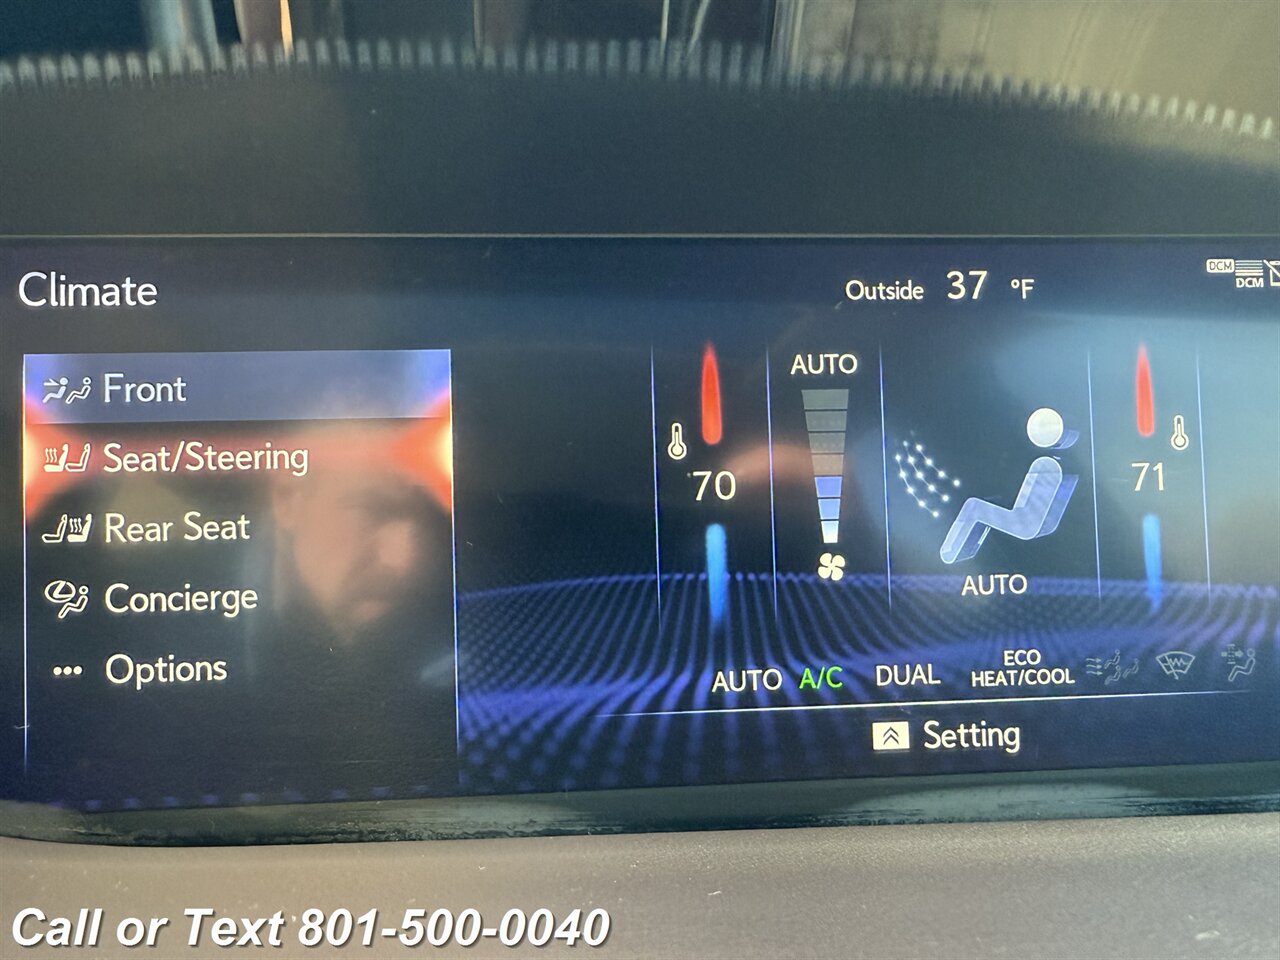 Climate
Outside 37 °F
DCM
DCM
Front
Seat/Steering
Rear Seat
Concierge
••• Options
AUTO
70
71
AUTO
AUTO A/C DUAL ECO
HEAT/COOL
Setting
Call or Text 801-500-0040